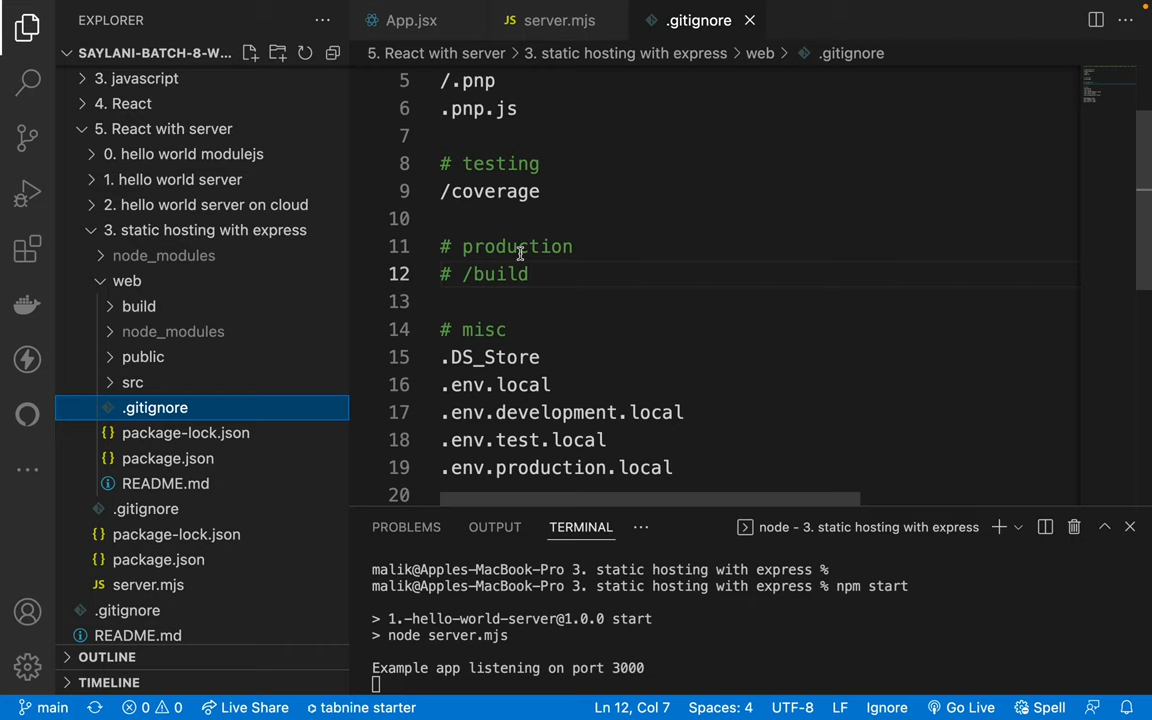 EXPLORER
SAYLANI-BATCH-8-W...
3. javascript
4. React
5. React with server
0. hello world modulejs
1. hello world server
2. hello world server on cloud
3. static hosting with express
node_modules
web
build
node_modules
public
src
.gitignore
package-lock.json
package.json
README.md
.gitignore
package-lock.json
package.json
JS server.mjs
.gitignore
README.md
OUTLINE
TIMELINE
App.jsx JS server.mjs .gitignore
5. React with server > 3. static hosting with express > web > .gitignore
5 /.pnp
6 .pnp.js
7
8 # testing
9 /coverage
10
11 # production
12 # /build
13
14 # misc
15 .DS_Store
16 .env.local
17 .env.development.local
18 .env.test.local
19 .env.production.local
20
PROBLEMS OUTPUT TERMINAL node - 3. static hosting with express
malik@Apples-MacBook-Pro 3. static hosting with express %
malik@Apples-MacBook-Pro 3. static hosting with express % npm start
> 1.-hello-world-server@1.0.0 start
> node server.mjs
Example app listening on port 3000
main 0 0 Live Share tabnine starter Ln 12, Col 7 Spaces: 4 UTF-8 LF Ignore Go Live Spell